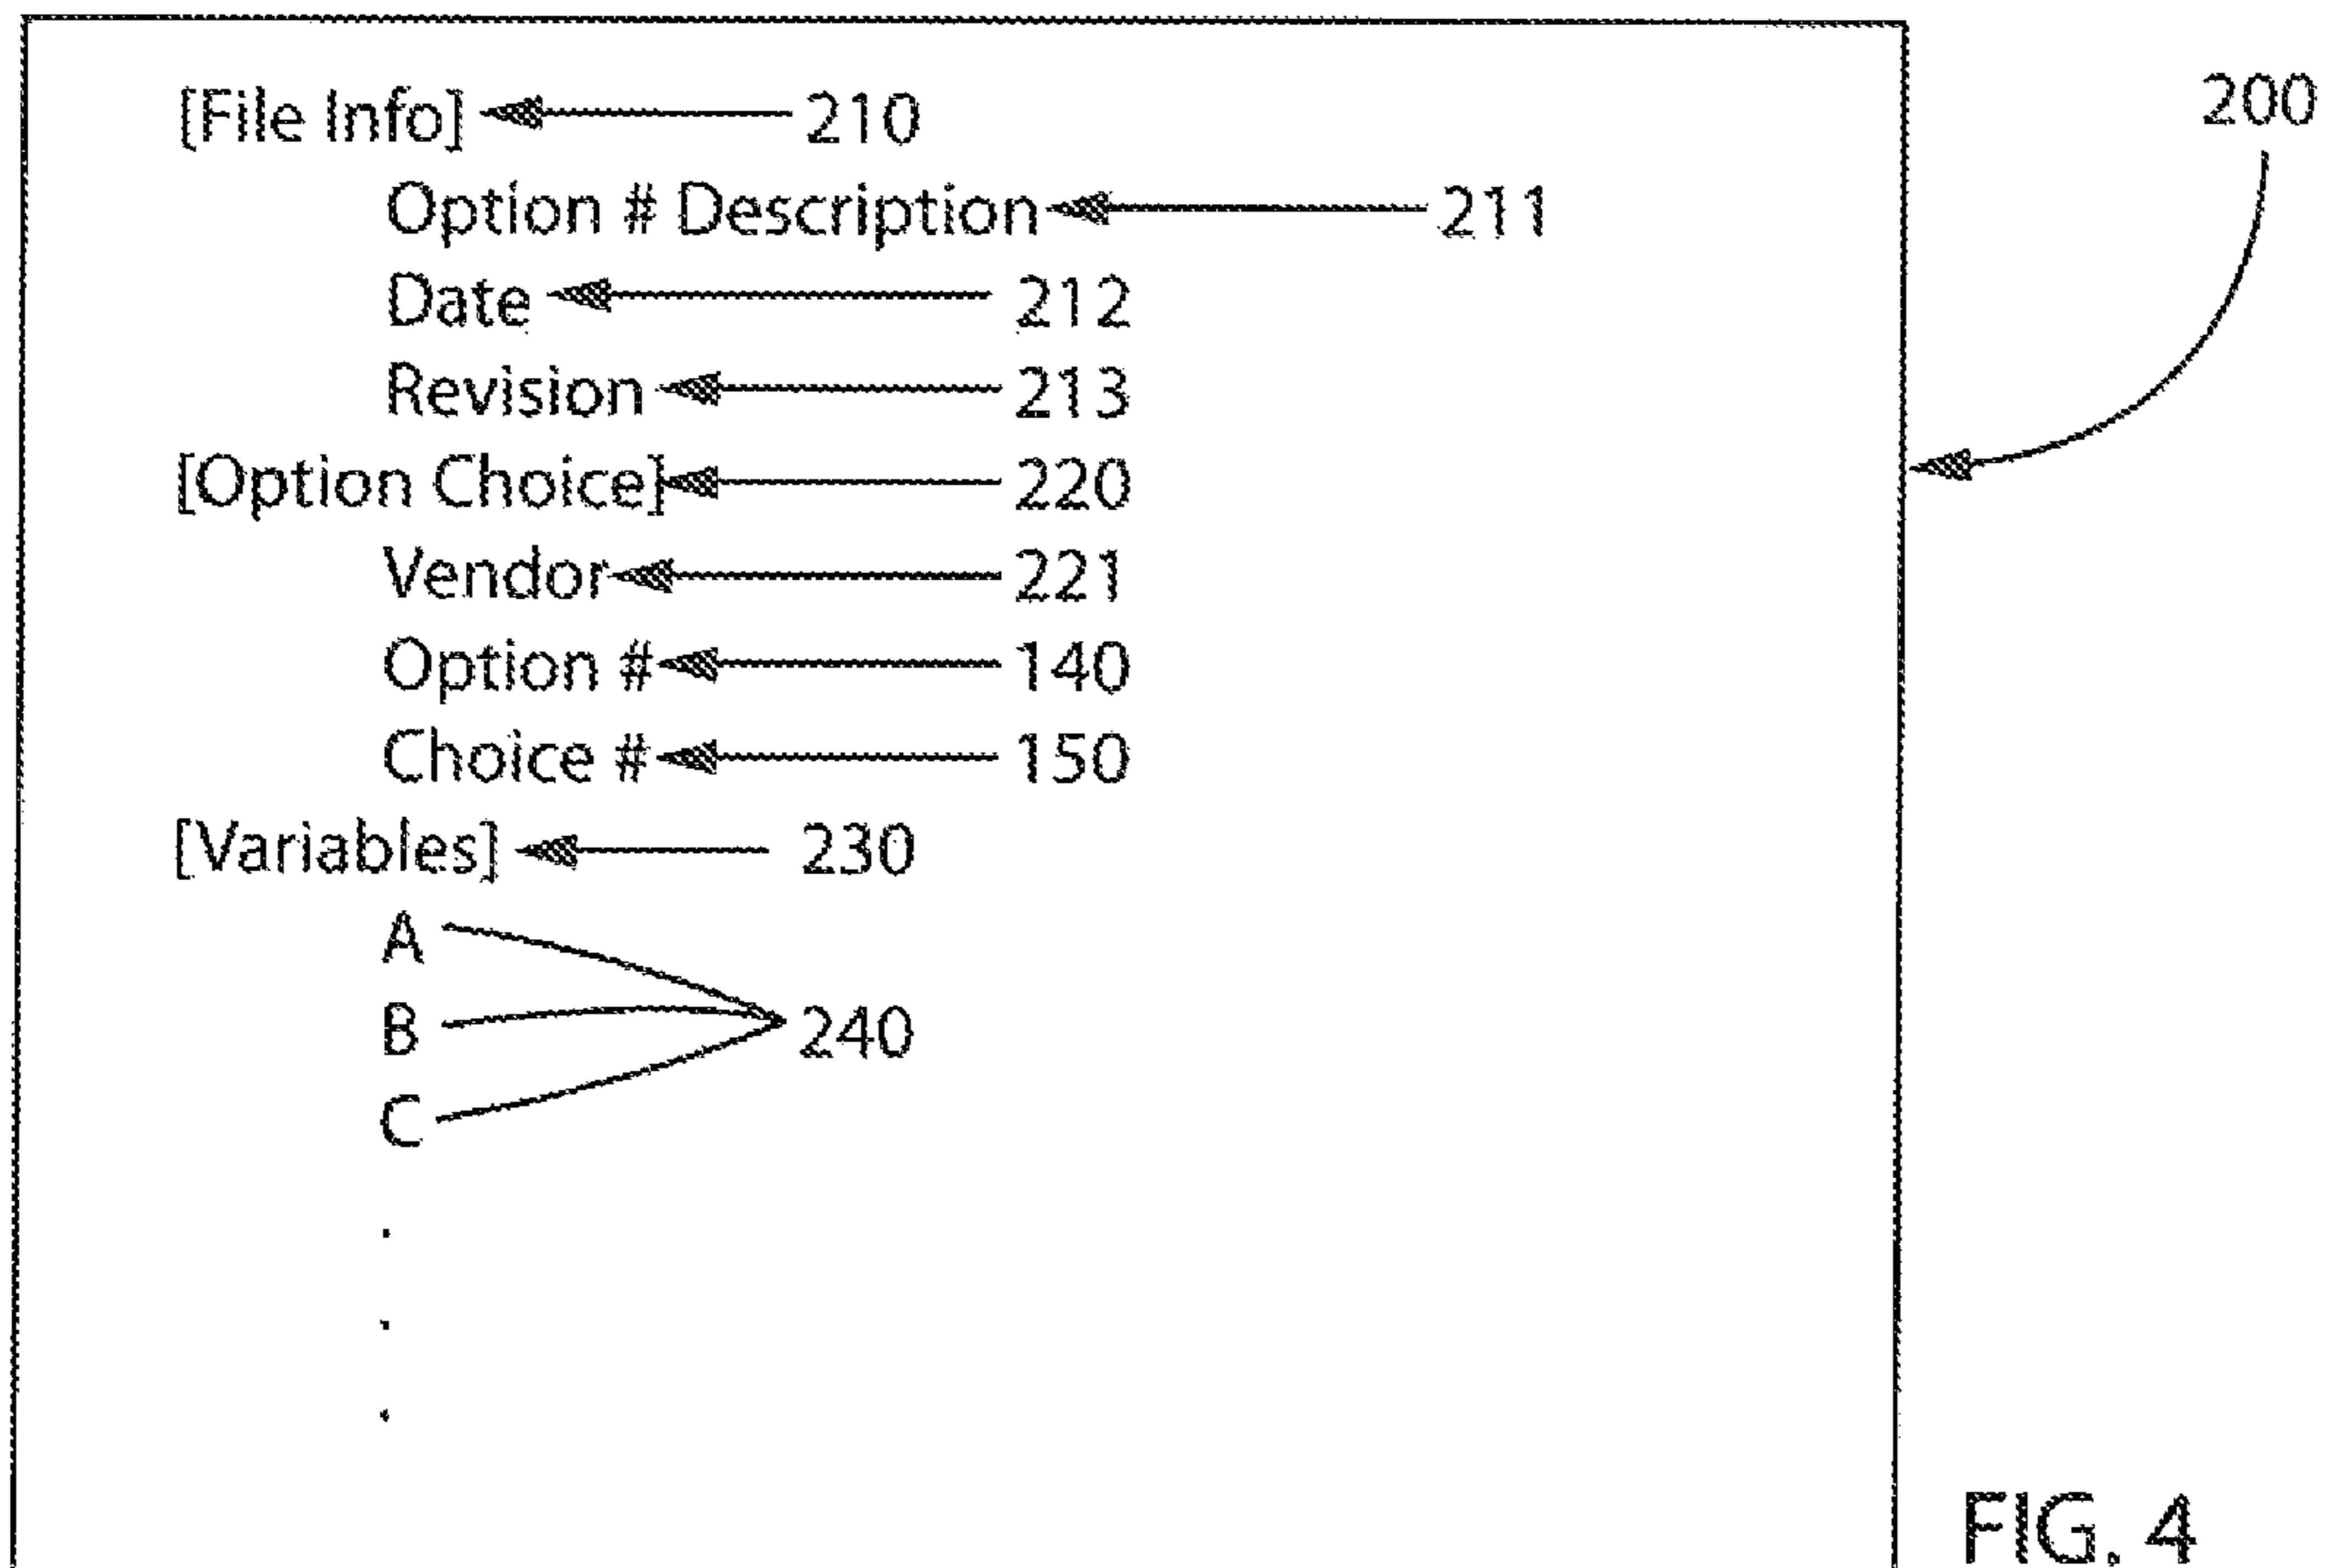 [File Info] 210 200
Option # Description 211
Date 212
Revision 213
[Option Choice] 220
Vendor 221
Option # 140
Choice # 150
[Variables] 230
A
B 240
C
.
.
.
FIG. 4